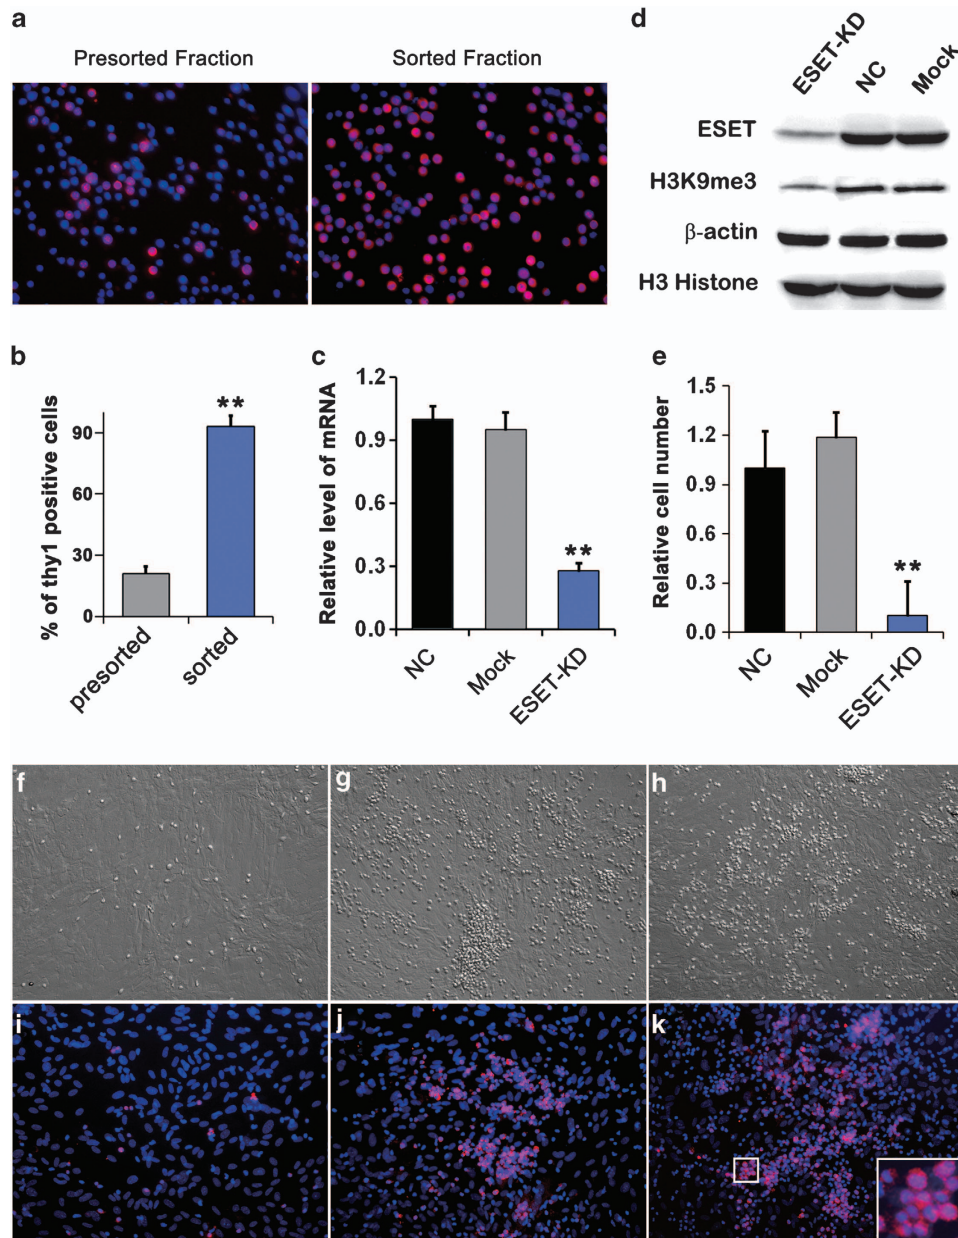 a
Presorted Fraction
Sorted Fraction
d
ESET-KD
NC
Mock
ESET
H3K9me3
β-actin
H3 Histone
b
% of thy1 positive cells
90
60
30
0
**
presorted
sorted
c
Relative level of mRNA
1.2
0.9
0.6
0.3
0.0
**
NC
Mock
ESET-KD
e
Relative cell number
1.5
1.2
0.9
0.6
0.3
0.0
**
NC
Mock
ESET-KD
f
g
h
i
j
k